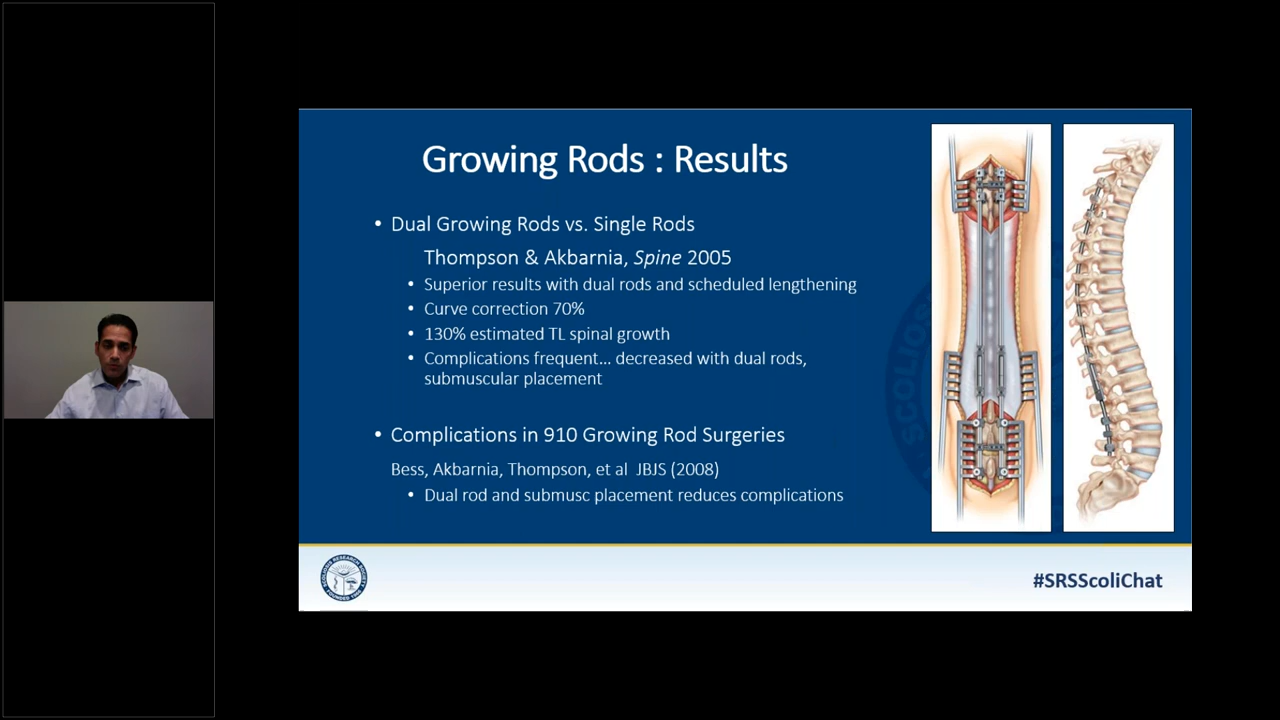 Growing Rods : Results
• Dual Growing Rods vs. Single Rods
Thompson & Akbarnia, Spine 2005
• Superior results with dual rods and scheduled lengthening
• Curve correction 70%
• 130% estimated TL spinal growth
• Complications frequent... decreased with dual rods,
submuscular placement
• Complications in 910 Growing Rod Surgeries
Bess, Akbarnia, Thompson, et al JBJS (2008)
• Dual rod and submusc placement reduces complications
SCOLIOSIS RESEARCH SOCIETY
#SRSScoliChat